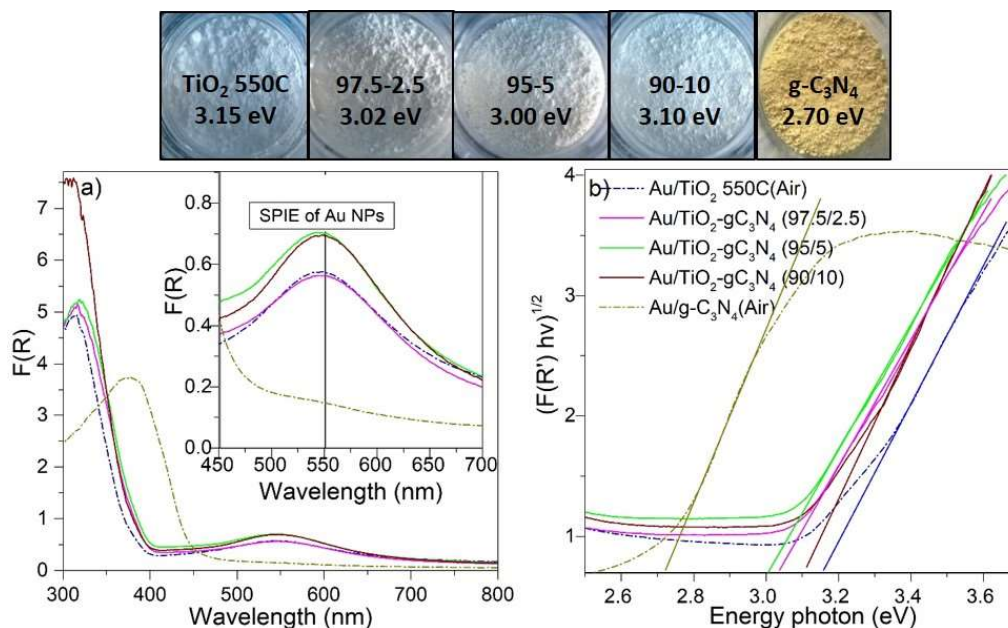 TiO₂ 550C
3.15 eV
97.5-2.5
3.02 eV
95-5
3.00 eV
90-10
3.10 eV
g-C₃N₄
2.70 eV
a)
7
6
5
4
3
2
1
0
F(R)
300
400
500
600
700
800
Wavelength (nm)
SPIE of Au NPs
0.8
0.6
0.4
0.2
0.0
F(R)
450
500
550
600
650
700
Wavelength (nm)
b)
Au/TiO₂ 550C(Air)
Au/TiO₂-gC₃N₄ (97.5/2.5)
Au/TiO₂-gC₃N₄ (95/5)
Au/TiO₂-gC₃N₄ (90/10)
Au/g-C₃N₄(Air)
4
3
2
1
(F(R') hv)¹/²
2.6
2.8
3.0
3.2
3.4
3.6
Energy photon (eV)